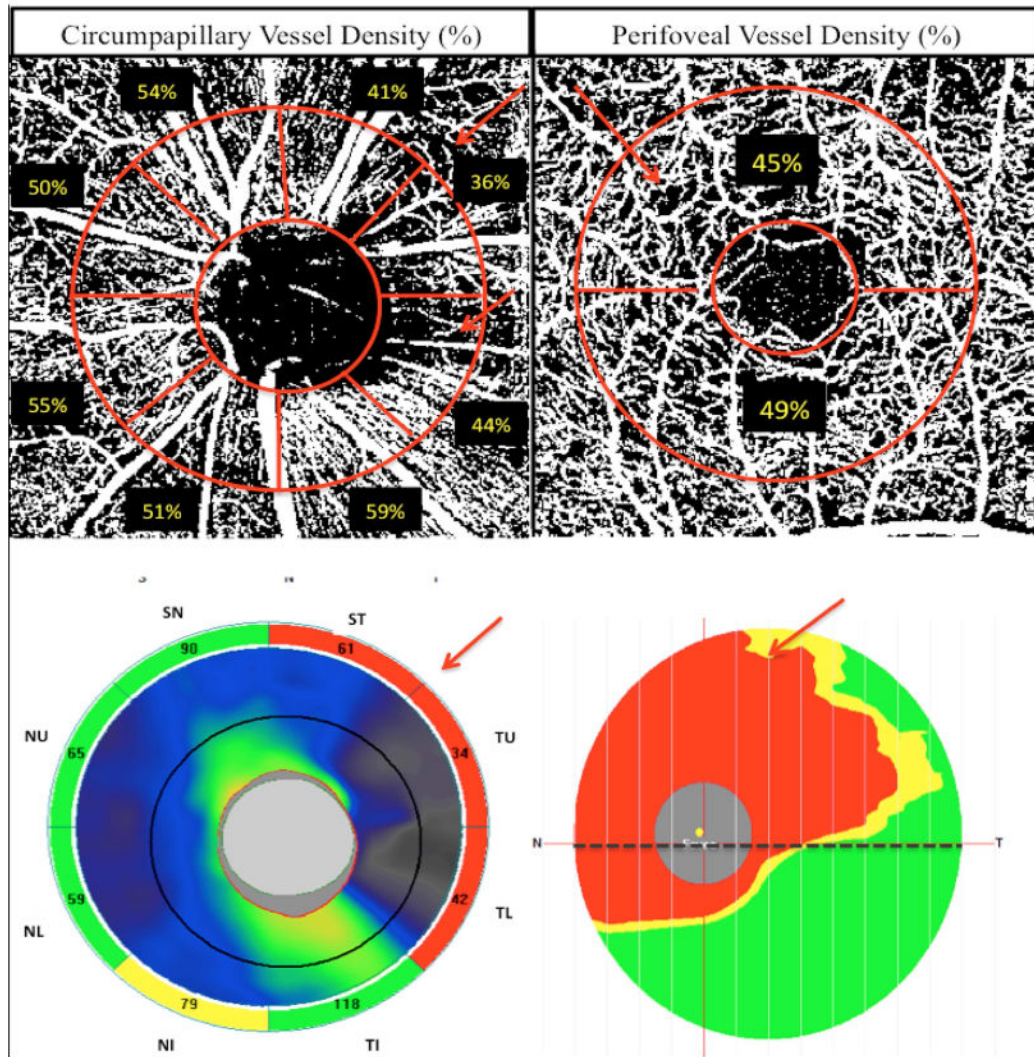 Circumpapillary Vessel Density (%)
Perifoveal Vessel Density (%)
54%
41%
50%
36%
45%
55%
44%
49%
51%
59%
SN
ST
90
61
NU
65
34
TU
N
T
59
42
NL
TL
79
118
NI
TI